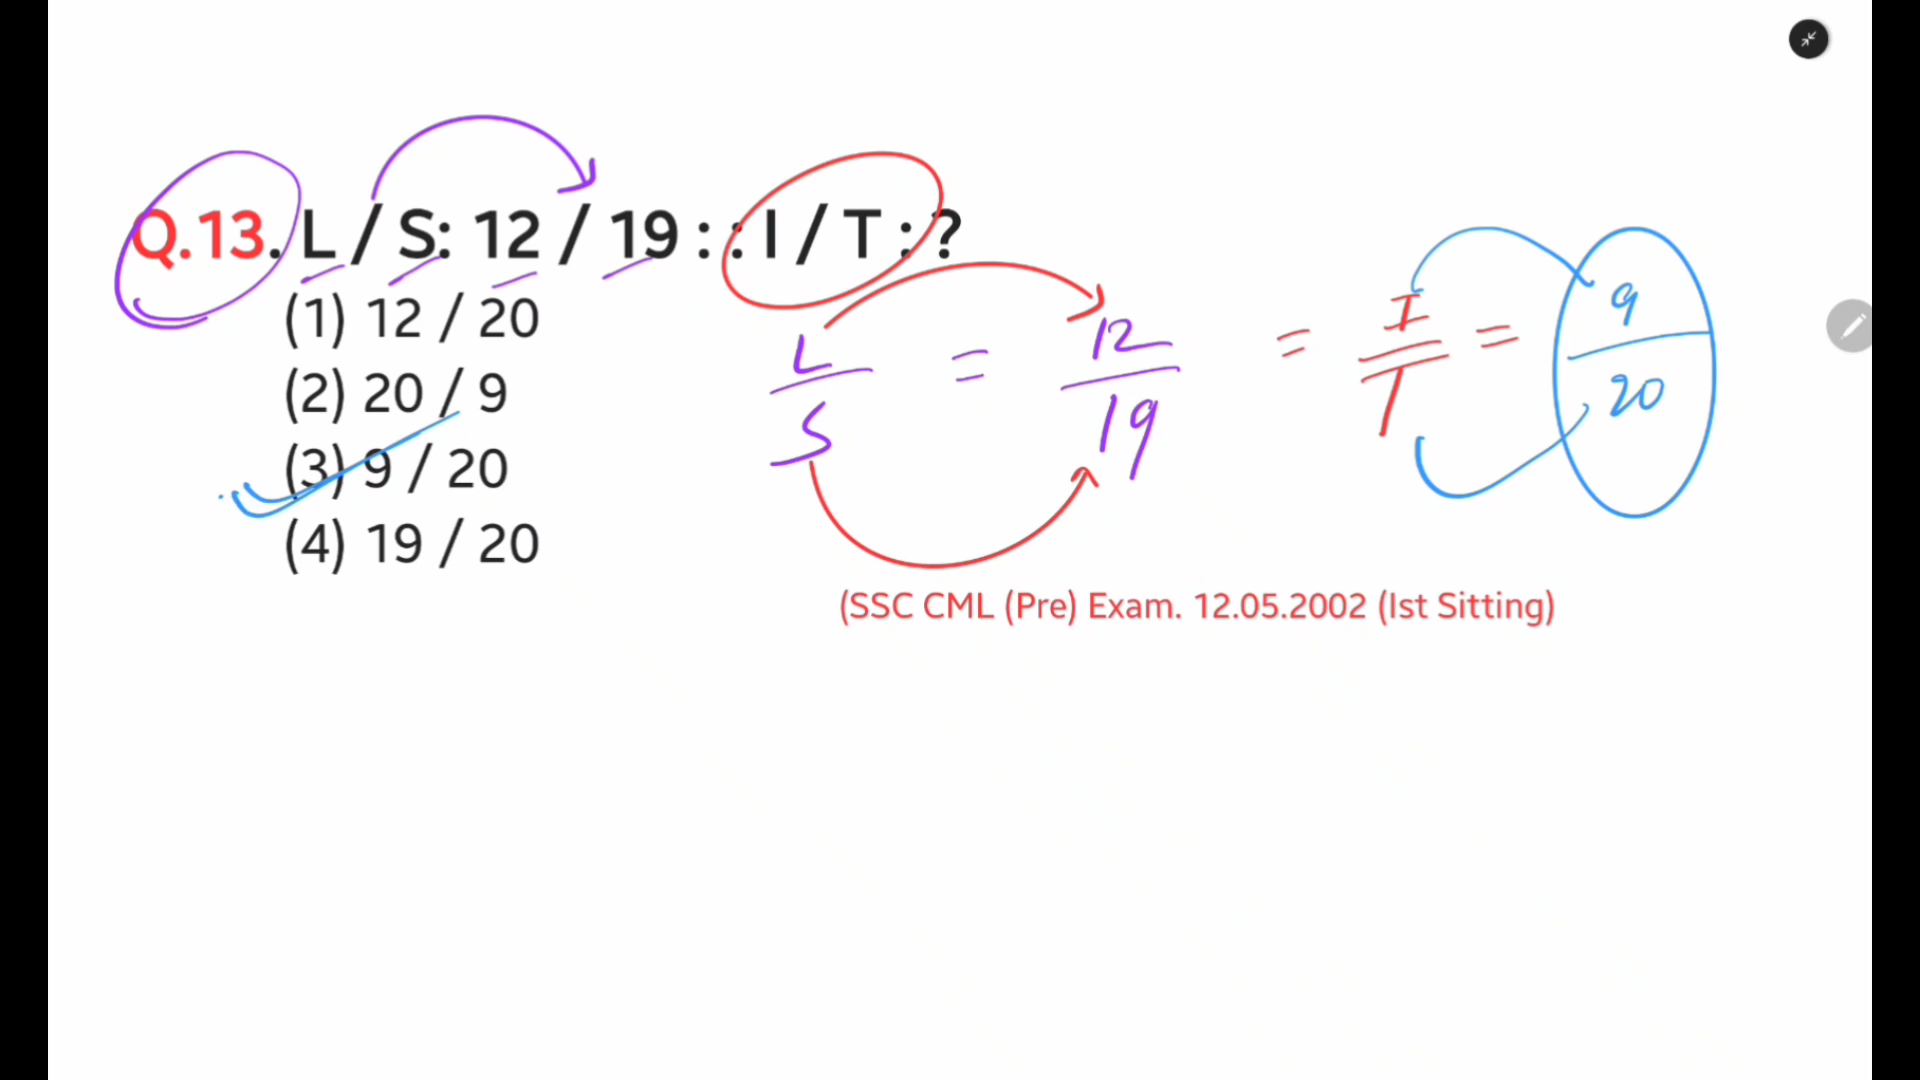 Q.13. L / S: 12 / 19 : : I / T : ?
(1) 12 / 20
(2) 20 / 9
(3) 9 / 20
(4) 19 / 20
L/S = 12/19 = I/T = 9/20
(SSC CML (Pre) Exam. 12.05.2002 (Ist Sitting)